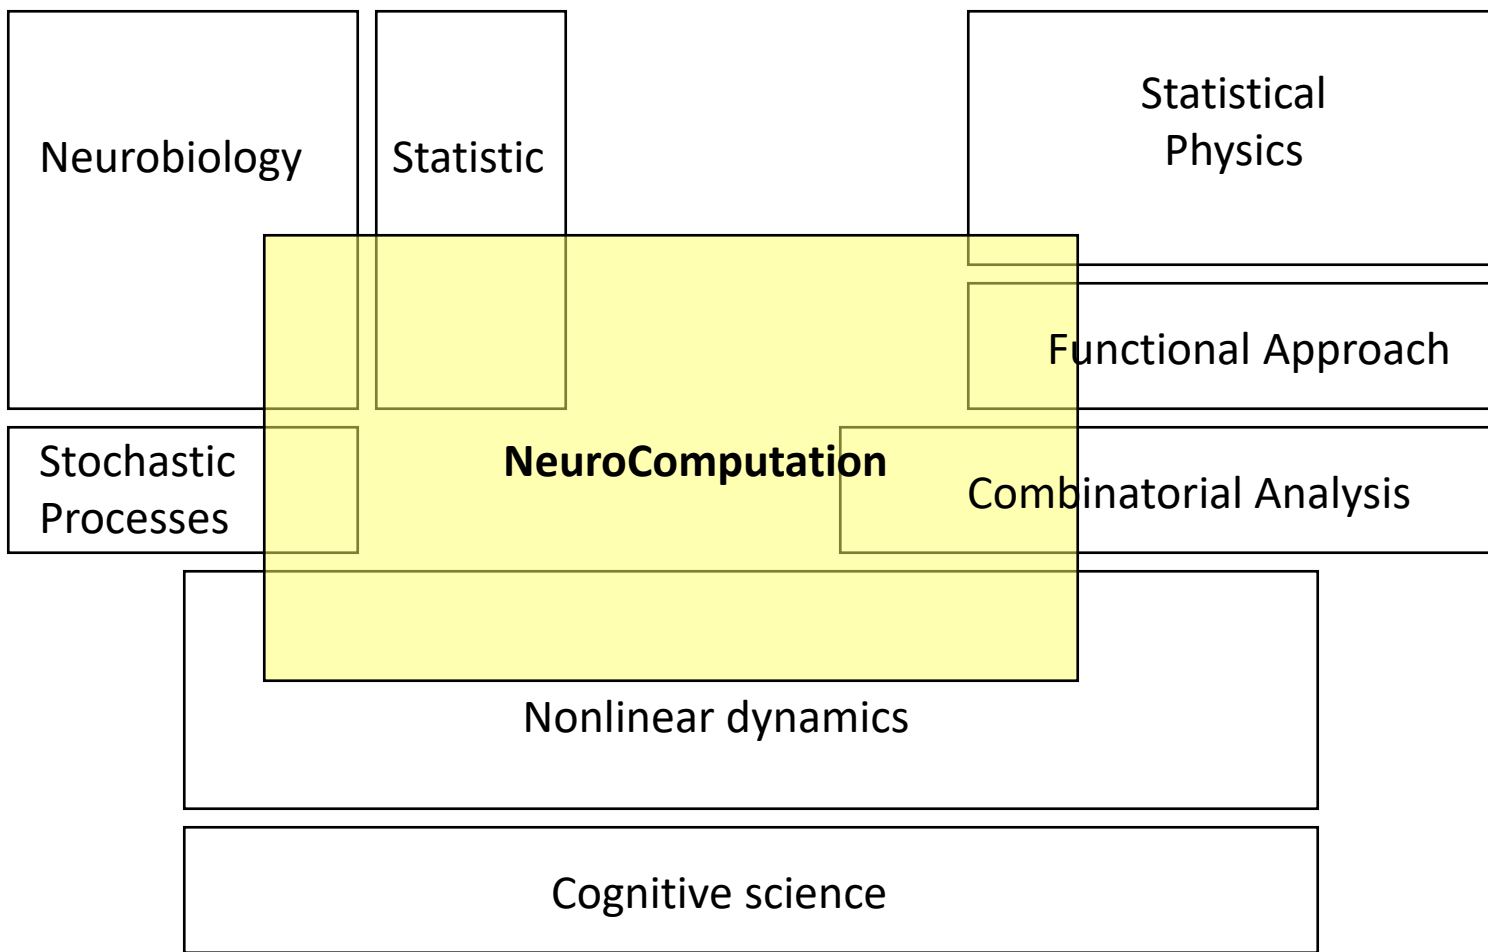 Neurobiology
Statistic
Statistical
Physics
Functional Approach
Stochastic
Processes
NeuroComputation
Combinatorial Analysis
Nonlinear dynamics
Cognitive science